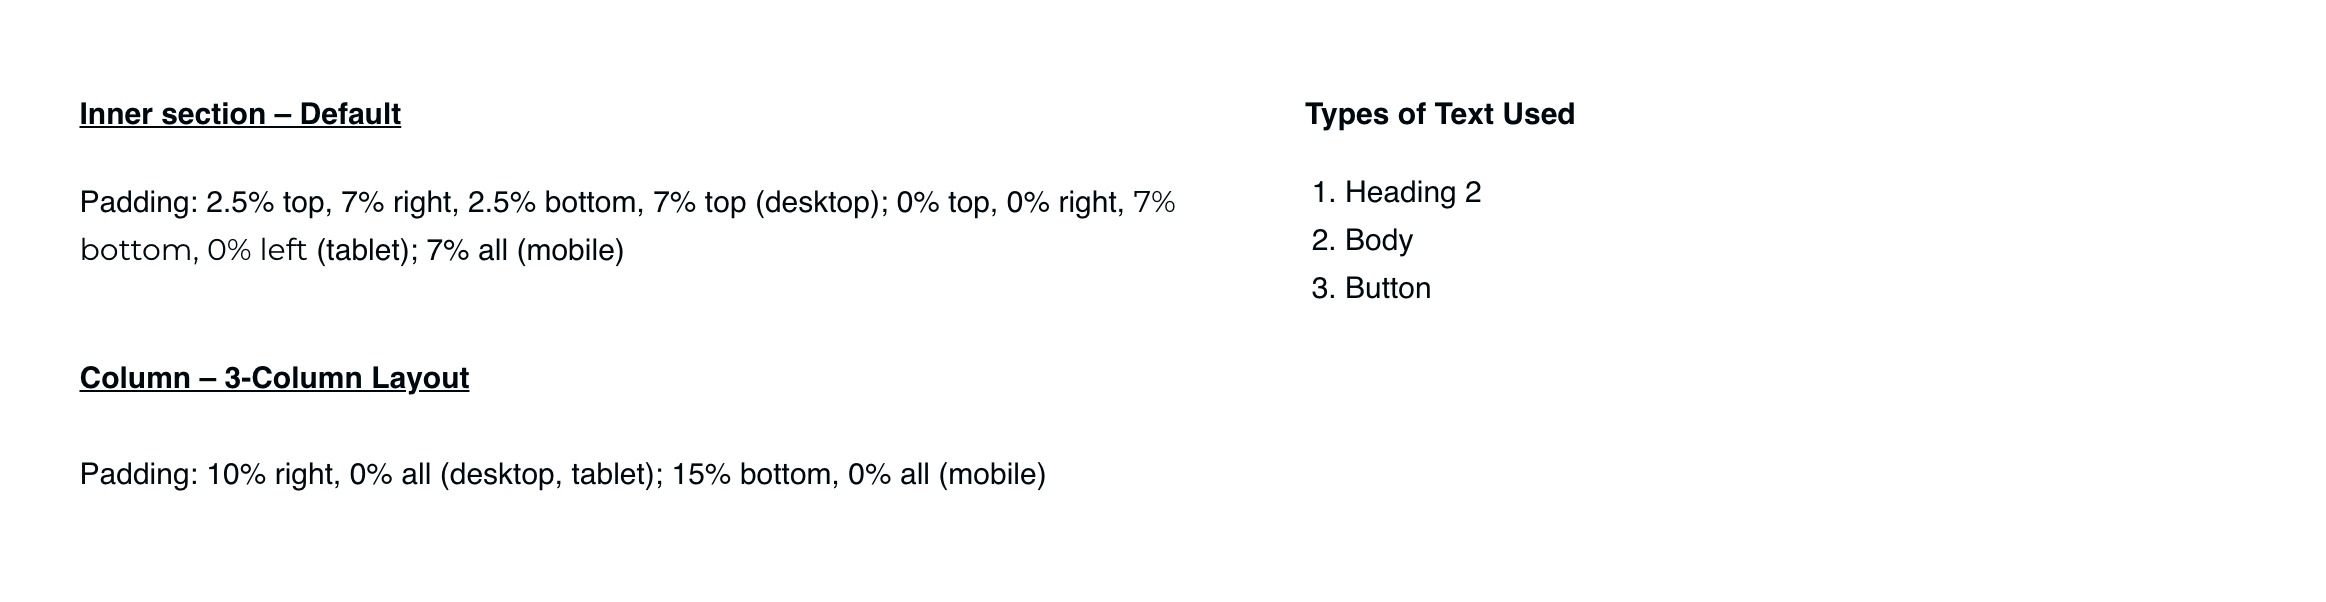 Inner section – Default
Padding: 2.5% top, 7% right, 2.5% bottom, 7% top (desktop); 0% top, 0% right, 7%
bottom, 0% left (tablet); 7% all (mobile)
Column – 3-Column Layout
Padding: 10% right, 0% all (desktop, tablet); 15% bottom, 0% all (mobile)
Types of Text Used
1. Heading 2
2. Body
3. Button